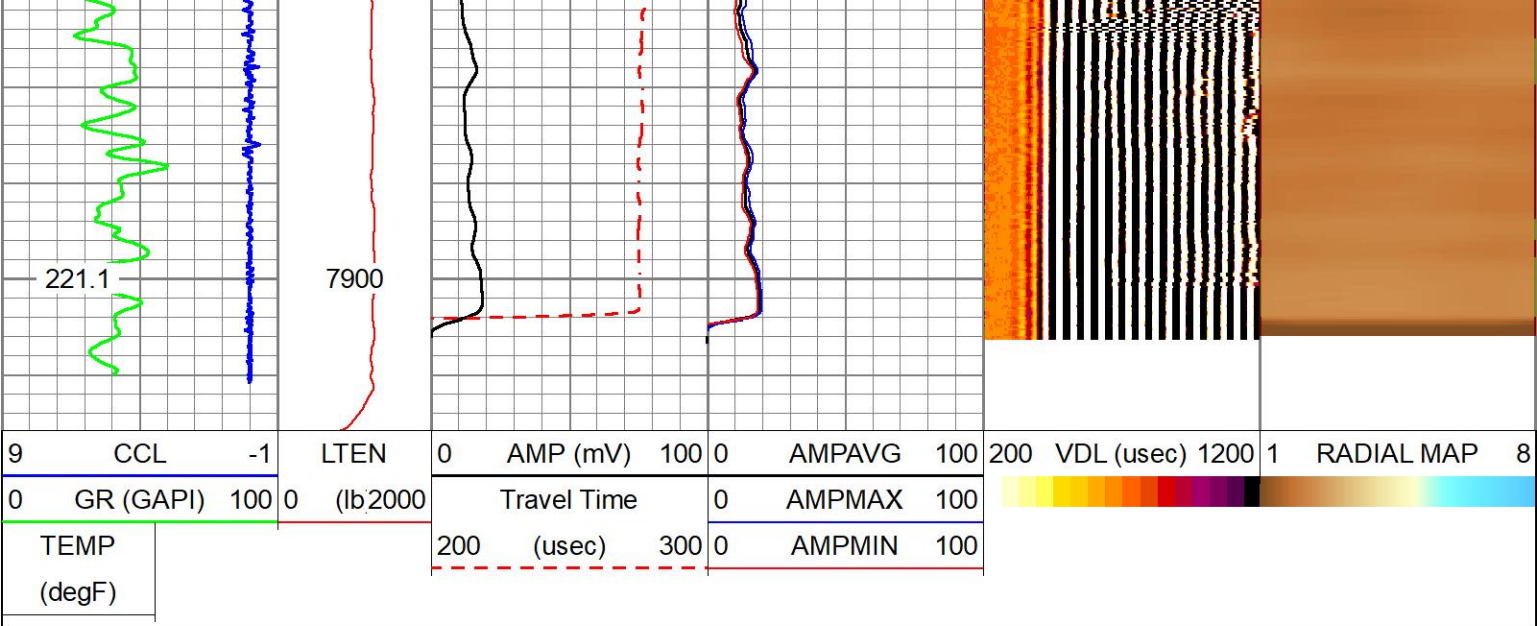 221.1
7900
9 CCL -1
LTEN
0 AMP (mV) 100
0 AMPAVG 100
200 VDL (usec) 1200
1 RADIAL MAP 8
0 GR (GAPI) 100
0 (lb 2000
Travel Time
0 AMPMAX 100
TEMP
200 (usec) 300
0 AMPMIN 100
(degF)